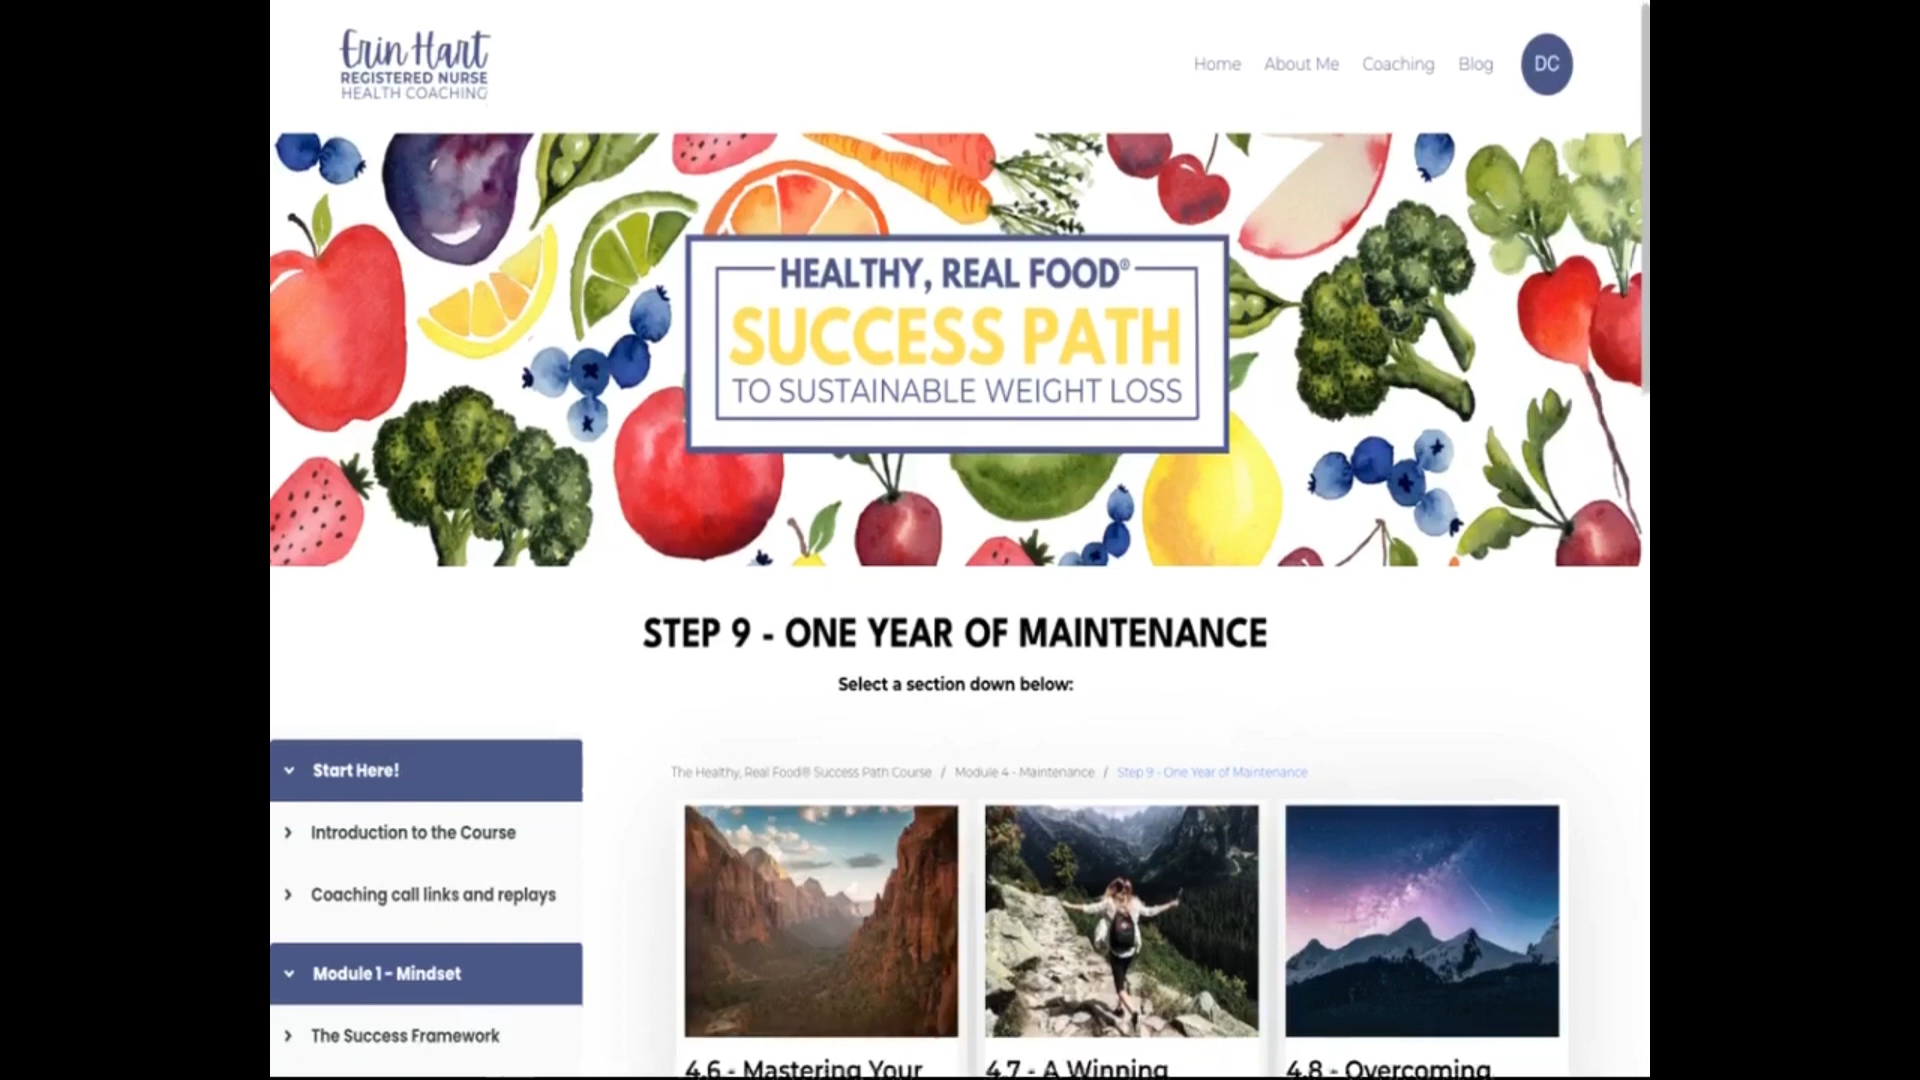 Erin Hart
REGISTERED NURSE
HEALTH COACHING
Home About Me Coaching Blog DC
HEALTHY, REAL FOOD®
SUCCESS PATH
TO SUSTAINABLE WEIGHT LOSS
STEP 9 - ONE YEAR OF MAINTENANCE
Select a section down below:
Start Here!
Introduction to the Course
Coaching call links and replays
Module 1 - Mindset
The Success Framework
The Healthy, Real Food® Success Path Course / Module 4 - Maintenance / Step 9 - One Year of Maintenance
4.6 - Mastering Your
4.7 - A Winning
4.8 - Overcoming